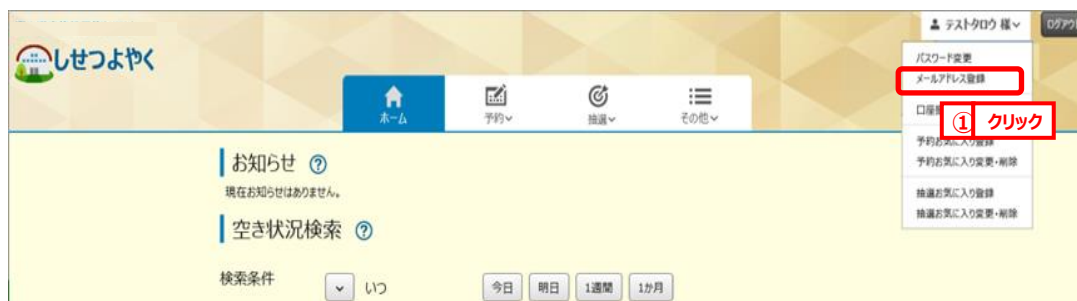 テストタロウ 様
しせつよやく
ホーム
予約
抽選
その他
パスワード変更
メールアドレス登録
① クリック
予約お気に入り登録
予約お気に入り変更・削除
抽選お気に入り登録
抽選お気に入り変更・削除
お知らせ ?
現在お知らせはありません。
空き状況検索 ?
検索条件
いつ
今日 明日 1週間 1か月